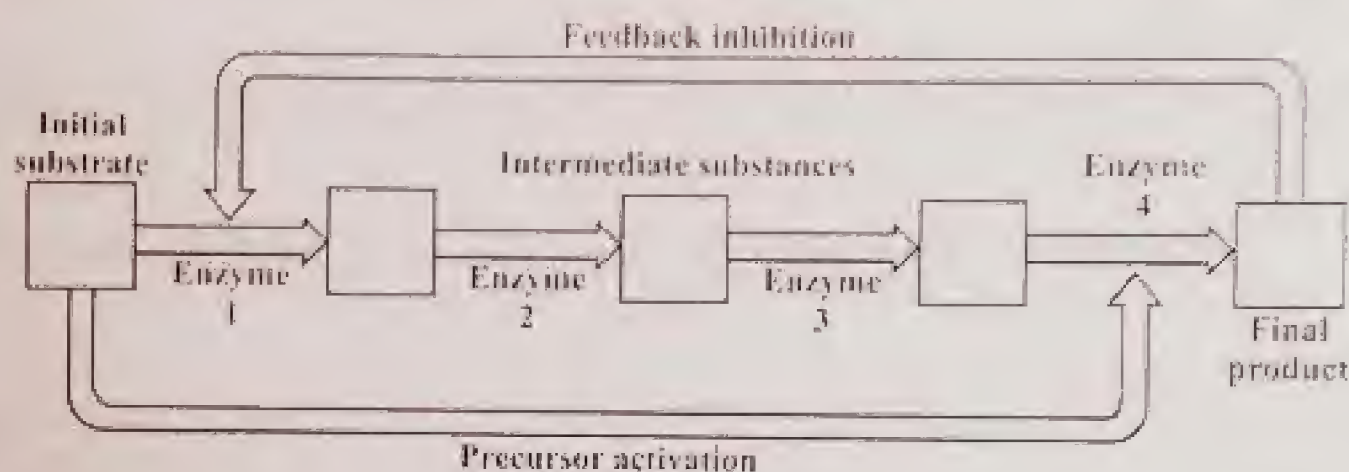 Feedback inhibition
Initial
substrate
Intermediate substances
Enzyme
4
Enzyme
1
Enzyme
2
Enzyme
3
Final
product
Precursor activation